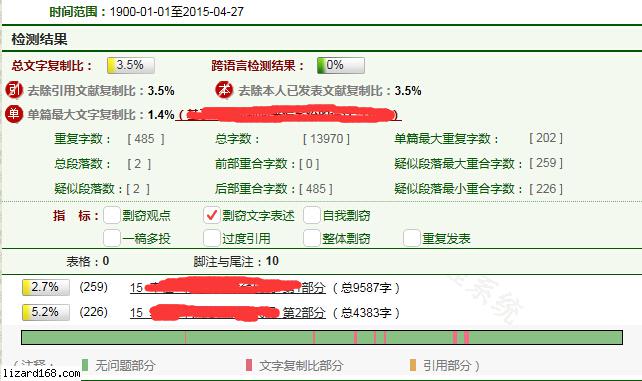 时间范围：1900-01-01至2015-04-27
检测结果
总文字复制比： 3.5% 跨语言检测结果： 0%
引 去除引用文献复制比：3.5% 本 去除本人已发表文献复制比：3.5%
单 单篇最大文字复制比：1.4%
重复字数： [ 485 ] 总字数： [ 13970 ] 单篇最大重复字数： [ 202 ]
总段落数： [ 2 ] 前部重合字数： [ 0 ] 疑似段落最大重合字数： [ 259 ]
疑似段落数：[ 2 ] 后部重合字数： [ 485 ] 疑似段落最小重合字数： [ 226 ]
指 标： 剽窃观点 剽窃文字表述 自我剽窃
一稿多投 过度引用 整体剽窃 重复发表
表格：0 脚注与尾注：10
2.7% (259) 15 部分 （ 总9587字 ）
5.2% (226) 15 第2部分 （ 总4383字 ）
系统
（ 注释： 无问题部分 文字复制比部分 引用部分 ）
lizard168.com